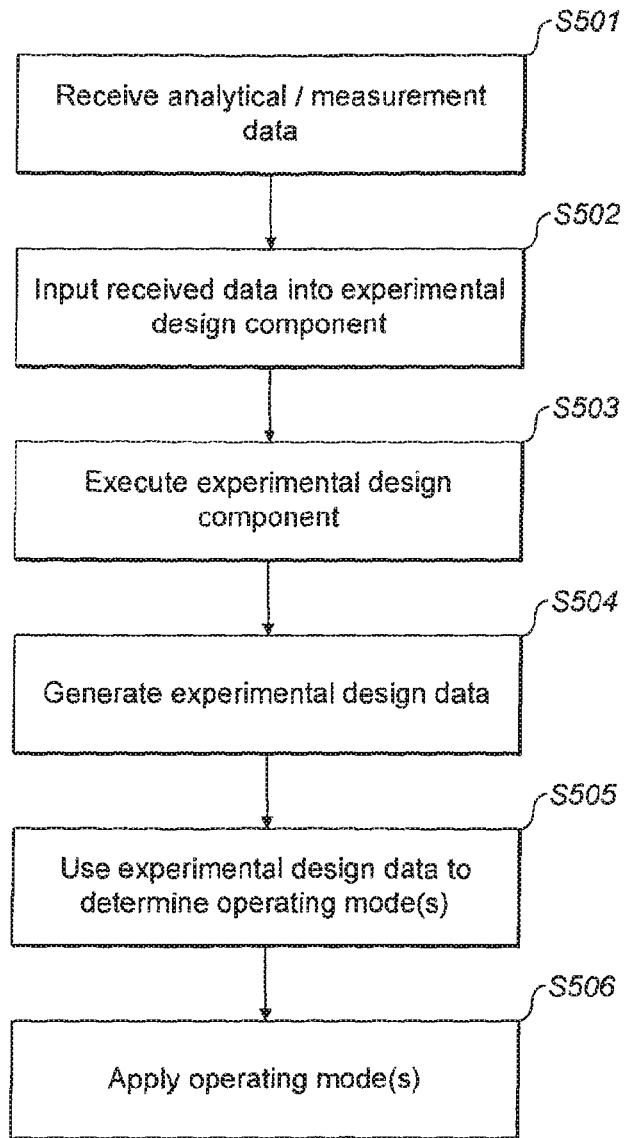 S501
Receive analytical / measurement
data
S502
Input received data into experimental
design component
S503
Execute experimental design
component
S504
Generate experimental design data
S505
Use experimental design data to
determine operating mode(s)
S506
Apply operating mode(s)